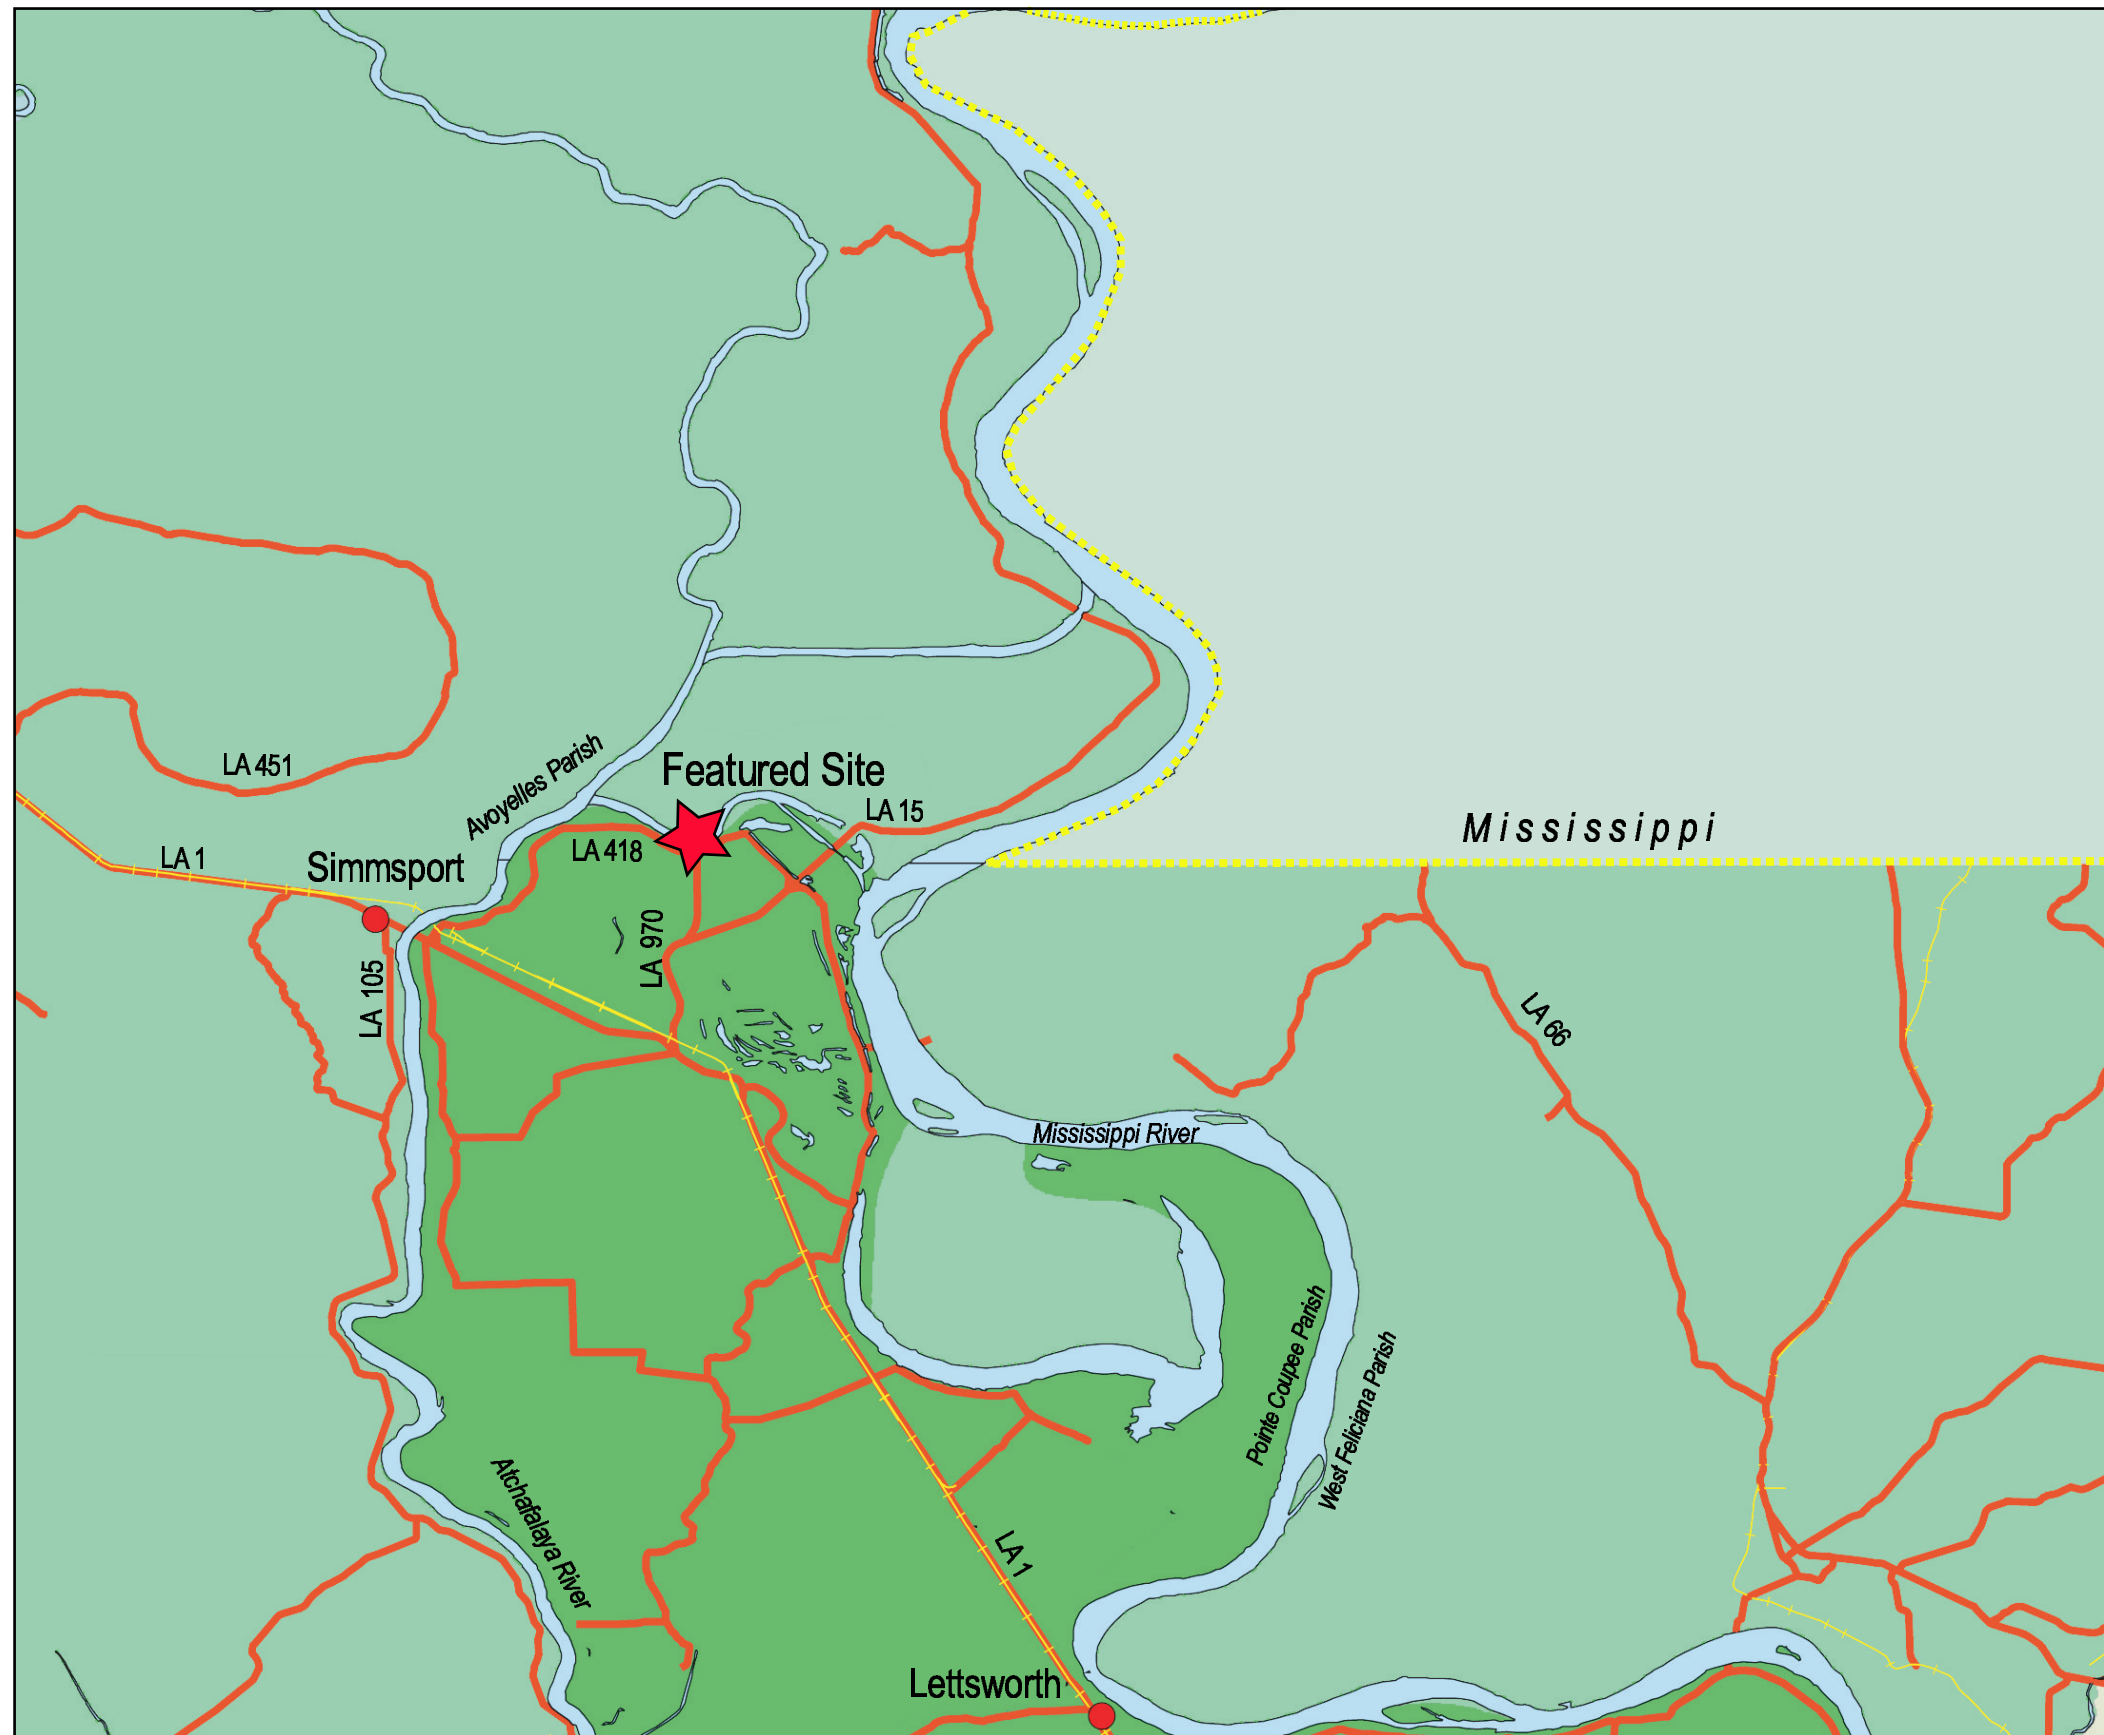 LA 451
Avoyelles Parish
Featured Site
LA 15
Mississippi
LA 1
LA 418
Simmsport
LA 970
LA 105
LA 66
Mississippi River
Pointe Coupee Parish
West Feliciana Parish
Atchafalaya River
LA 1
Lettsworth